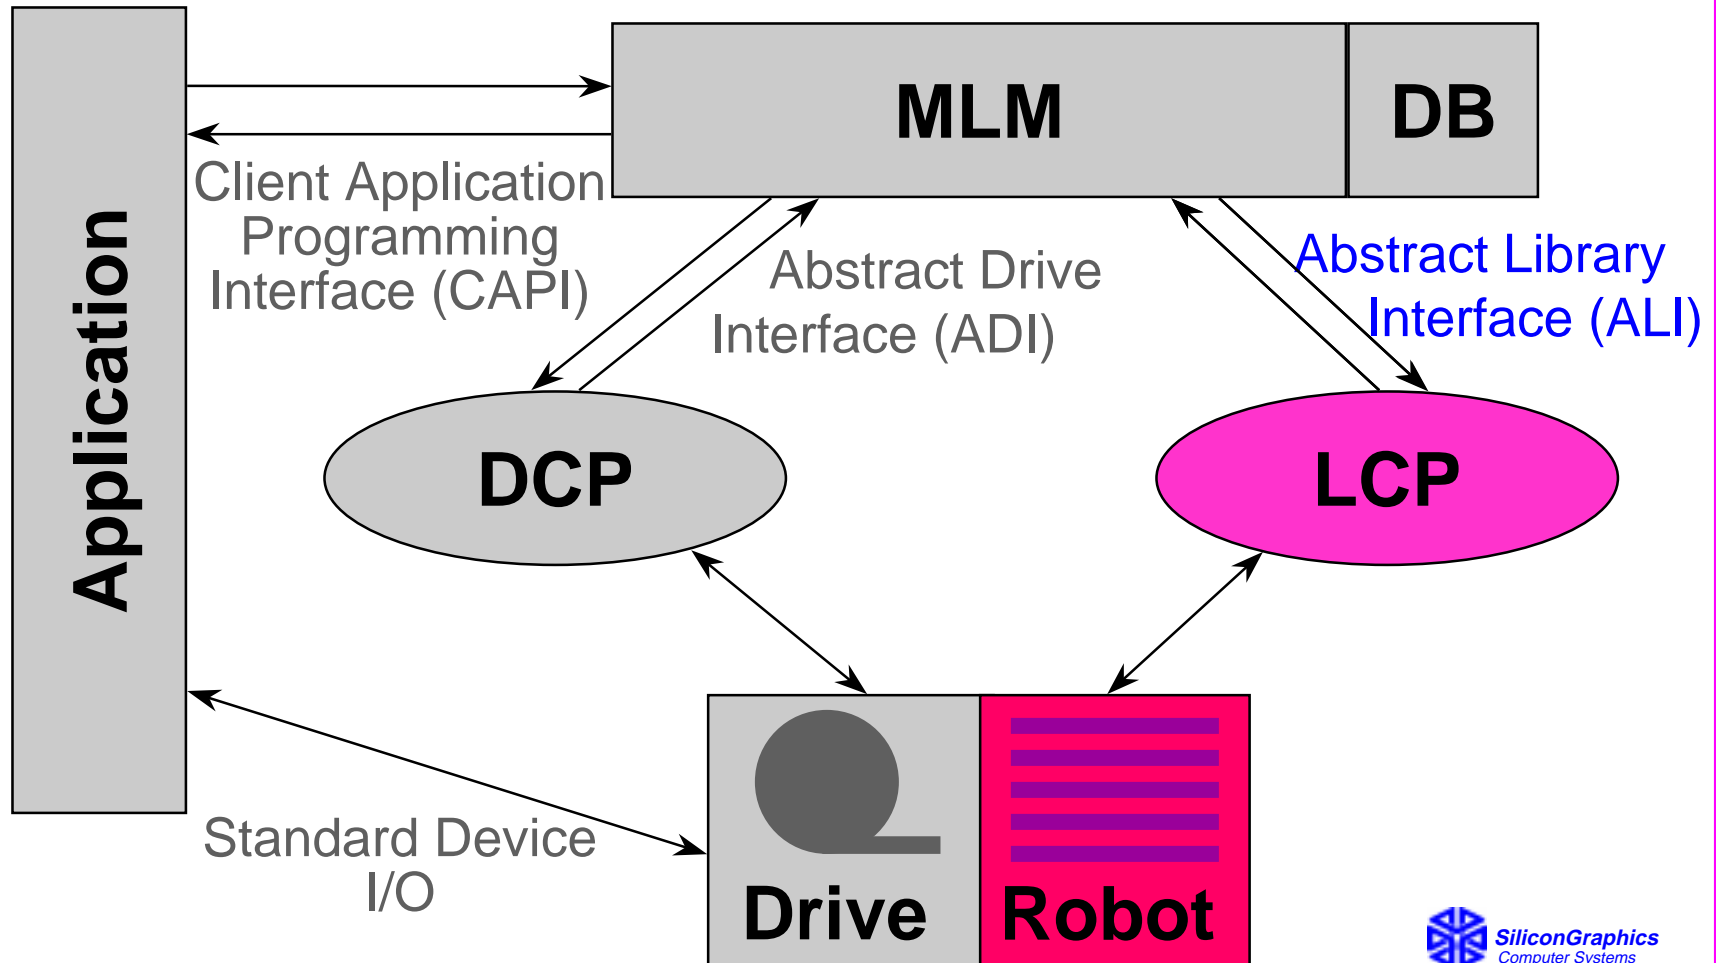 Application
MLM
DB
Client Application
Programming
Interface (CAPI)
Abstract Drive
Interface (ADI)
Abstract Library
Interface (ALI)
DCP
LCP
Standard Device
I/O
Drive
Robot
SiliconGraphics
Computer Systems